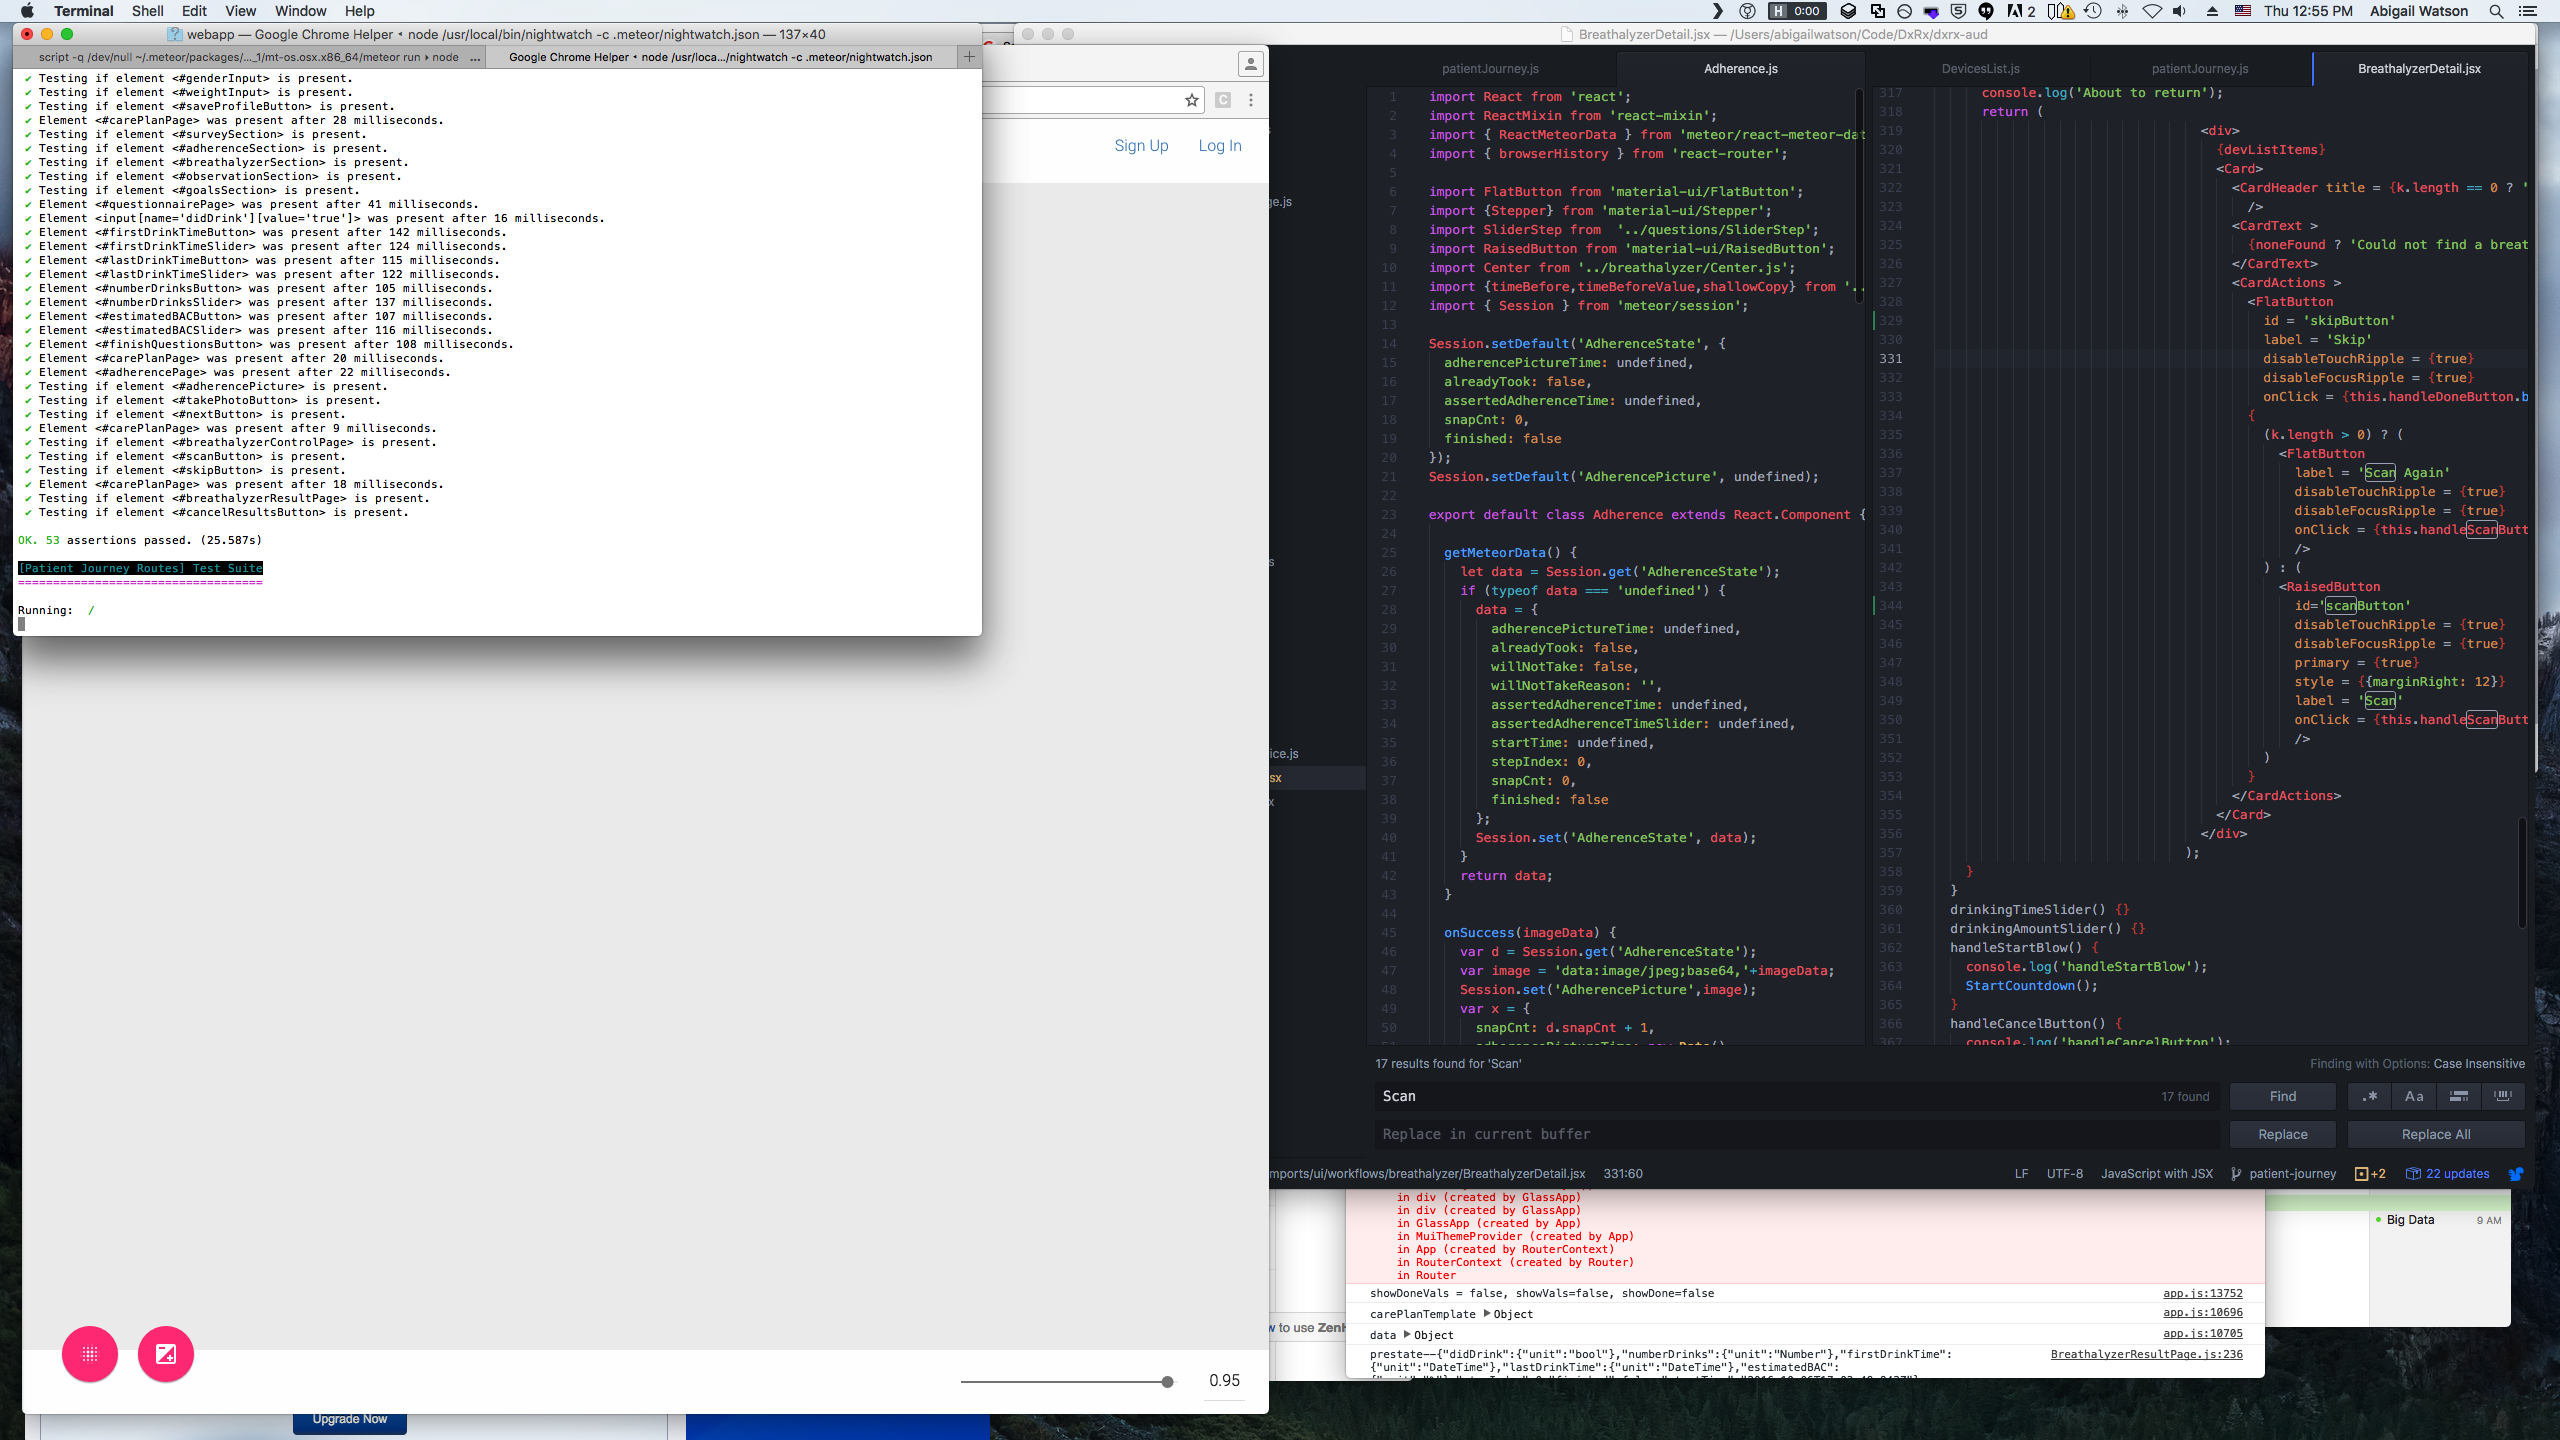 Terminal Shell Edit View Window Help
H 0:00
2
Thu 12:55 PM Abigail Watson
webapp — Google Chrome Helper ◂ node /usr/local/bin/nightwatch -c .meteor/nightwatch.json — 137×40
script -q /dev/null ~/.meteor/packages/..._1/mt-os.osx.x86_64/meteor run ▸ node ...
Google Chrome Helper ◂ node /usr/loca.../nightwatch -c .meteor/nightwatch.json
✔ Testing if element <#genderInput> is present.
✔ Testing if element <#weightInput> is present.
✔ Testing if element <#saveProfileButton> is present.
✔ Element <#carePlanPage> was present after 28 milliseconds.
✔ Testing if element <#surveySection> is present.
✔ Testing if element <#adherenceSection> is present.
✔ Testing if element <#breathalyzerSection> is present.
✔ Testing if element <#observationSection> is present.
✔ Testing if element <#goalsSection> is present.
✔ Element <#questionnairePage> was present after 41 milliseconds.
✔ Element <input[name='didDrink'][value='true']> was present after 16 milliseconds.
✔ Element <#firstDrinkTimeButton> was present after 142 milliseconds.
✔ Element <#firstDrinkTimeSlider> was present after 124 milliseconds.
✔ Element <#lastDrinkTimeButton> was present after 115 milliseconds.
✔ Element <#lastDrinkTimeSlider> was present after 122 milliseconds.
✔ Element <#numberDrinksButton> was present after 105 milliseconds.
✔ Element <#numberDrinksSlider> was present after 137 milliseconds.
✔ Element <#estimatedBACButton> was present after 107 milliseconds.
✔ Element <#estimatedBACSlider> was present after 116 milliseconds.
✔ Element <#finishQuestionsButton> was present after 108 milliseconds.
✔ Element <#carePlanPage> was present after 20 milliseconds.
✔ Element <#adherencePage> was present after 22 milliseconds.
✔ Testing if element <#adherencePicture> is present.
✔ Testing if element <#takePhotoButton> is present.
✔ Testing if element <#nextButton> is present.
✔ Element <#carePlanPage> was present after 9 milliseconds.
✔ Testing if element <#breathalyzerControlPage> is present.
✔ Testing if element <#scanButton> is present.
✔ Testing if element <#skipButton> is present.
✔ Element <#carePlanPage> was present after 18 milliseconds.
✔ Testing if element <#breathalyzerResultPage> is present.
✔ Testing if element <#cancelResultsButton> is present.
OK. 53 assertions passed. (25.587s)
[Patient Journey Routes] Test Suite
===================================
Running: /
Sign Up Log In
0.95
Upgrade Now
BreathalyzerDetail.jsx — /Users/abigailwatson/Code/DxRx/dxrx-aud
patientJourney.js Adherence.js DevicesList.js patientJourney.js BreathalyzerDetail.jsx
ge.js
s
ice.js
sx
x
1 import React from 'react';
2 import ReactMixin from 'react-mixin';
3 import { ReactMeteorData } from 'meteor/react-meteor-dat
4 import { browserHistory } from 'react-router';
5
6 import FlatButton from 'material-ui/FlatButton';
7 import {Stepper} from 'material-ui/Stepper';
8 import SliderStep from '../questions/SliderStep';
9 import RaisedButton from 'material-ui/RaisedButton';
10 import Center from '../breathalyzer/Center.js';
11 import {timeBefore,timeBeforeValue,shallowCopy} from '..
12 import { Session } from 'meteor/session';
13
14 Session.setDefault('AdherenceState', {
15 adherencePictureTime: undefined,
16 alreadyTook: false,
17 assertedAdherenceTime: undefined,
18 snapCnt: 0,
19 finished: false
20 });
21 Session.setDefault('AdherencePicture', undefined);
22
23 export default class Adherence extends React.Component {
24
25 getMeteorData() {
26 let data = Session.get('AdherenceState');
27 if (typeof data === 'undefined') {
28 data = {
29 adherencePictureTime: undefined,
30 alreadyTook: false,
31 willNotTake: false,
32 willNotTakeReason: '',
33 assertedAdherenceTime: undefined,
34 assertedAdherenceTimeSlider: undefined,
35 startTime: undefined,
36 stepIndex: 0,
37 snapCnt: 0,
38 finished: false
39 };
40 Session.set('AdherenceState', data);
41 }
42 return data;
43 }
44
45 onSuccess(imageData) {
46 var d = Session.get('AdherenceState');
47 var image = 'data:image/jpeg;base64,'+imageData;
48 Session.set('AdherencePicture',image);
49 var x = {
50 snapCnt: d.snapCnt + 1,
317 console.log('About to return');
318 return (
319 <div>
320 {devListItems}
321 <Card>
322 <CardHeader title = {k.length == 0 ? '
323 />
324 <CardText >
325 {noneFound ? 'Could not find a breat
326 </CardText>
327 <CardActions >
328 <FlatButton
329 id = 'skipButton'
330 label = 'Skip'
331 disableTouchRipple = {true}
332 disableFocusRipple = {true}
333 onClick = {this.handleDoneButton.b
334 {
335 (k.length > 0) ? (
336 <FlatButton
337 label = 'Scan Again'
338 disableTouchRipple = {true}
339 disableFocusRipple = {true}
340 onClick = {this.handleScanButt
341 />
342 ) : (
343 <RaisedButton
344 id='scanButton'
345 disableTouchRipple = {true}
346 disableFocusRipple = {true}
347 primary = {true}
348 style = {{marginRight: 12}}
349 label = 'Scan'
350 onClick = {this.handleScanButt
351 />
352 )
353 }
354 </CardActions>
355 </Card>
356 </div>
357 );
358 }
359 }
360 drinkingTimeSlider() {}
361 drinkingAmountSlider() {}
362 handleStartBlow() {
363 console.log('handleStartBlow');
364 StartCountdown();
365 }
366 handleCancelButton() {
367 console.log('handleCancelButton');
17 results found for 'Scan' Finding with Options: Case Insensitive
Scan 17 found Find .* Aa
Replace in current buffer Replace Replace All
mports/ui/workflows/breathalyzer/BreathalyzerDetail.jsx 331:60 LF UTF-8 JavaScript with JSX patient-journey +2 22 updates
in div (created by GlassApp)
in div (created by GlassApp)
in GlassApp (created by App)
in MuiThemeProvider (created by App)
in App (created by RouterContext)
in RouterContext (created by Router)
in Router
showDoneVals = false, showVals=false, showDone=false app.js:13752
carePlanTemplate ▶Object app.js:10696
data ▶Object app.js:10705
prestate--{"didDrink":{"unit":"bool"},"numberDrinks":{"unit":"Number"},"firstDrinkTime": BreathalyzerResultPage.js:236
{"unit":"DateTime"},"lastDrinkTime":{"unit":"DateTime"},"estimatedBAC":
w to use ZenH
Big Data 9 AM